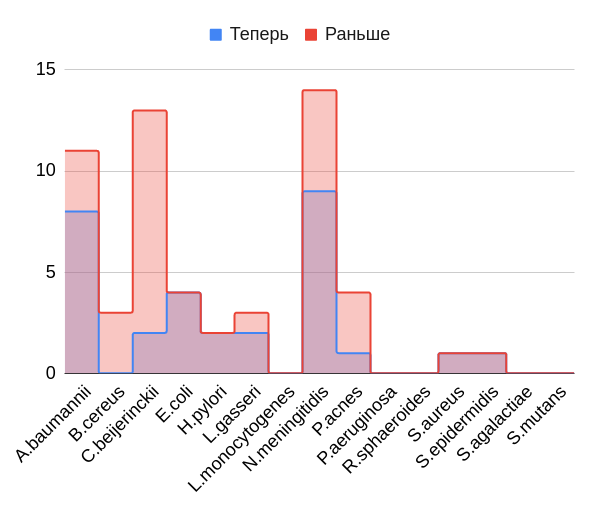 Теперь Раньше
15
10
5
0
A.baumannii
B.cereus
C.beijerinckii
E.coli
H.pylori
L.gasseri
L.monocytogenes
N.meningitidis
P.acnes
P.aeruginosa
R.sphaeroides
S.aureus
S.epidermidis
S.agalactiae
S.mutans